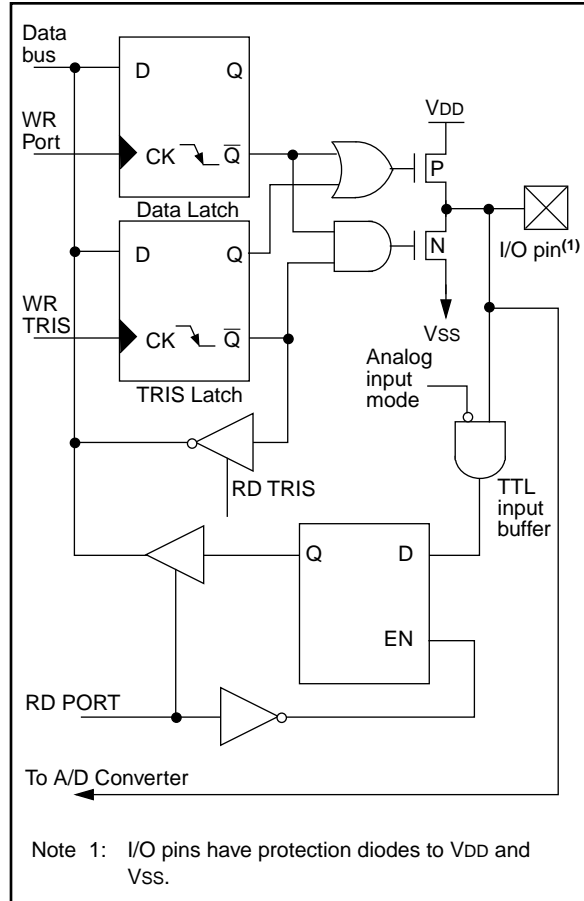 Data
bus
D Q
VDD
WR
Port
CK Q
P
Data Latch
N
I/O pin(1)
D Q
WR
TRIS
CK Q
VSS
TRIS Latch
Analog
input
mode
RD TRIS
TTL
input
buffer
Q D
EN
RD PORT
To A/D Converter
Note 1: I/O pins have protection diodes to VDD and
VSS.